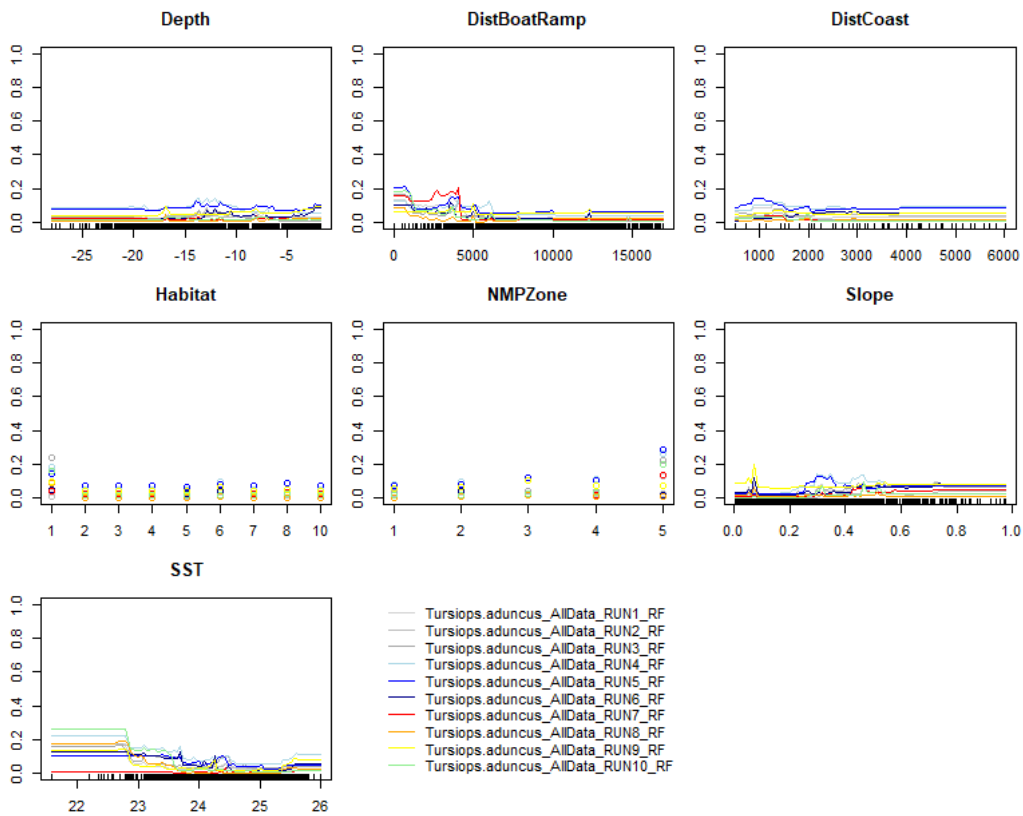 Depth DistBoatRamp DistCoast
0.0 0.2 0.4 0.6 0.8 1.0 0.0 0.2 0.4 0.6 0.8 1.0 0.0 0.2 0.4 0.6 0.8 1.0
-25 -20 -15 -10 -5 0 5000 10000 15000 1000 2000 3000 4000 5000 6000
Habitat NMPZone Slope
0.0 0.2 0.4 0.6 0.8 1.0 0.0 0.2 0.4 0.6 0.8 1.0 0.0 0.2 0.4 0.6 0.8 1.0
1 2 3 4 5 6 7 8 10 1 2 3 4 5 0.0 0.2 0.4 0.6 0.8 1.0
SST
0.0 0.2 0.4 0.6 0.8 1.0
22 23 24 25 26
Tursiops.aduncus_AllData_RUN1_RF
Tursiops.aduncus_AllData_RUN2_RF
Tursiops.aduncus_AllData_RUN3_RF
Tursiops.aduncus_AllData_RUN4_RF
Tursiops.aduncus_AllData_RUN5_RF
Tursiops.aduncus_AllData_RUN6_RF
Tursiops.aduncus_AllData_RUN7_RF
Tursiops.aduncus_AllData_RUN8_RF
Tursiops.aduncus_AllData_RUN9_RF
Tursiops.aduncus_AllData_RUN10_RF